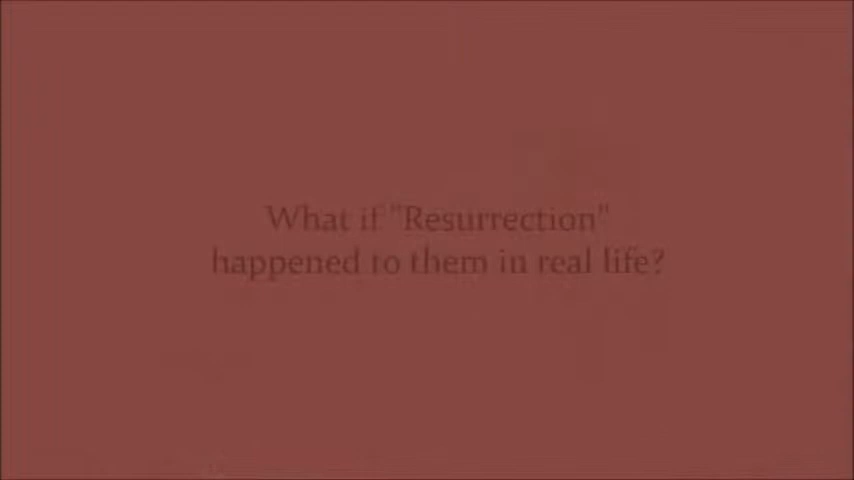 What if "Resurrection"
happened to them in real life?